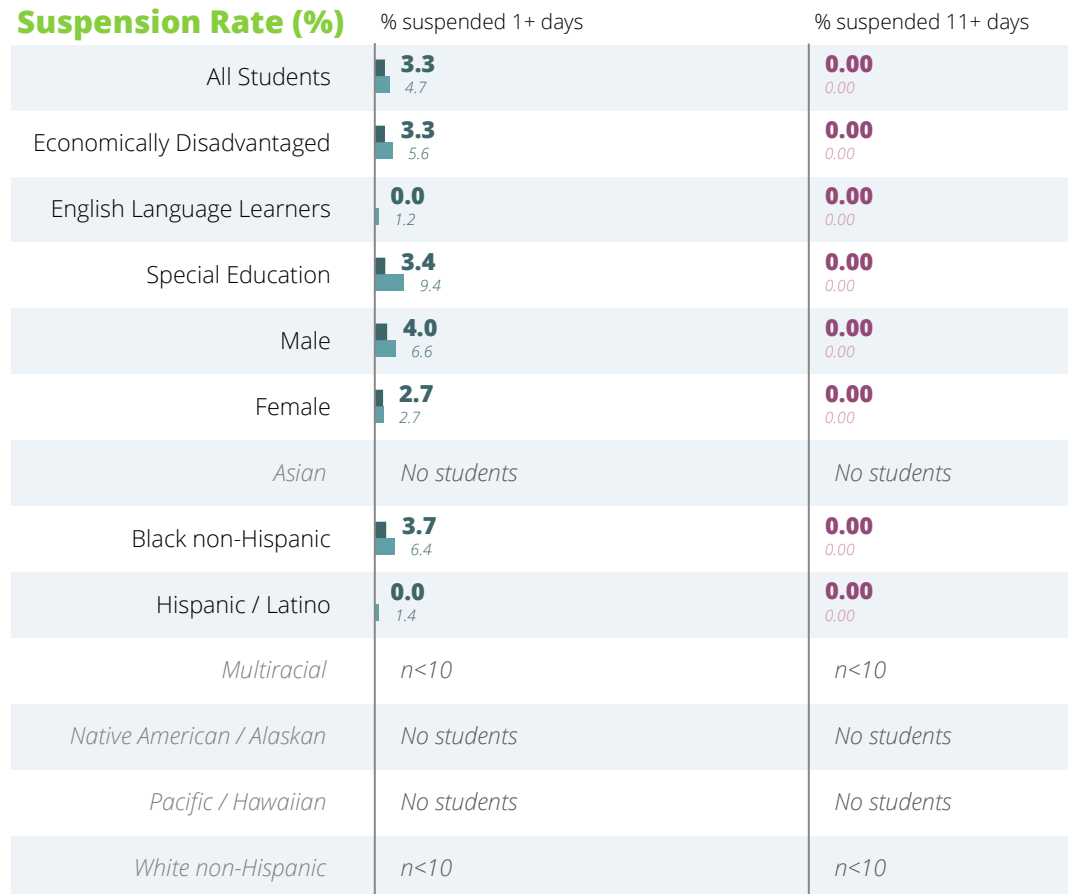 Suspension Rate (%) % suspended 1+ days % suspended 11+ days
All Students 3.3 0.00
4.7 0.00
Economically Disadvantaged 3.3 0.00
5.6 0.00
English Language Learners 0.0 0.00
1.2 0.00
Special Education 3.4 0.00
9.4 0.00
Male 4.0 0.00
6.6 0.00
Female 2.7 0.00
2.7 0.00
Asian No students No students
Black non-Hispanic 3.7 0.00
6.4 0.00
Hispanic / Latino 0.0 0.00
1.4 0.00
Multiracial n<10 n<10
Native American / Alaskan No students No students
Pacific / Hawaiian No students No students
White non-Hispanic n<10 n<10